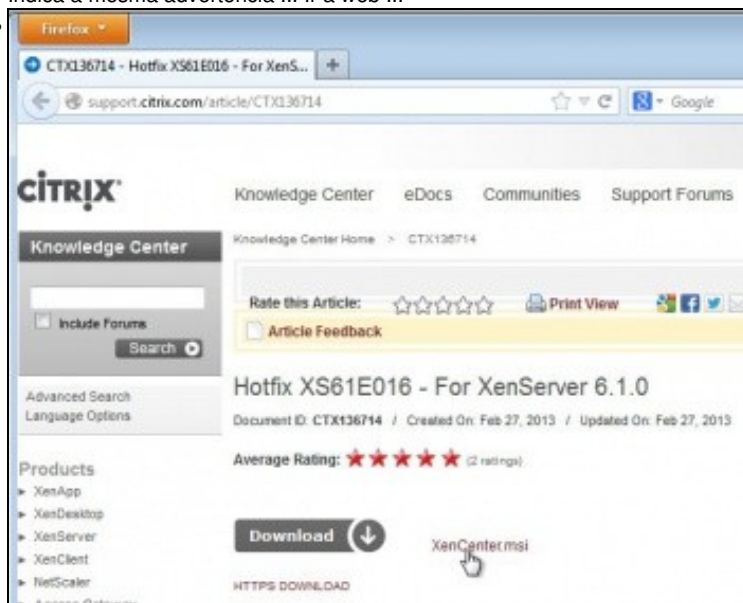 indica a mesma advertência ... ir a web ...
Firefox
CTX136714 - Hotfix XS61E016 - For XenS...
support.citrix.com/article/CTX136714
Google
CİTRIX
Knowledge Center eDocs Communities Support Forums
Knowledge Center
Knowledge Center Home > CTX136714
Include Forums
Search
Rate this Article: Print View
Article Feedback
Advanced Search
Language Options
Hotfix XS61E016 - For XenServer 6.1.0
Document ID: CTX136714 / Created On: Feb 27, 2013 / Updated On: Feb 27, 2013
Average Rating: (2 ratings)
Products
XenApp
XenDesktop
XenServer
XenClient
NetScaler
Download
XenCenter.msi
HTTPS DOWNLOAD